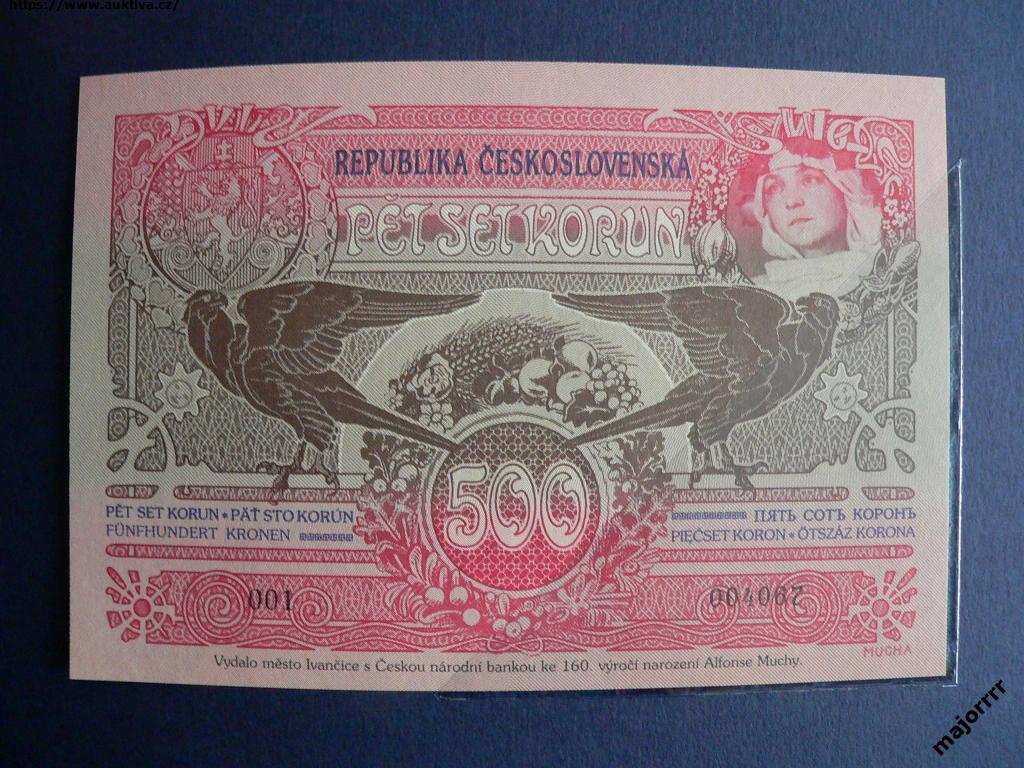 https://www.auktiva.cz/
REPUBLIKA ČESKOSLOVENSKÁ
PĚT SET KORUN
500
PĚT SET KORUN • PÄŤ STO KORÚN
FÜNFHUNDERT KRONEN
ПЯТЬ СОТЪ КОРОНЪ
PIĘĆSET KORON • ÖTSZÁZ KORONA
001
004067
MUCHA
Vydalo město Ivančice s Českou národní bankou ke 160. výročí narození Alfonse Muchy.
majorrrr